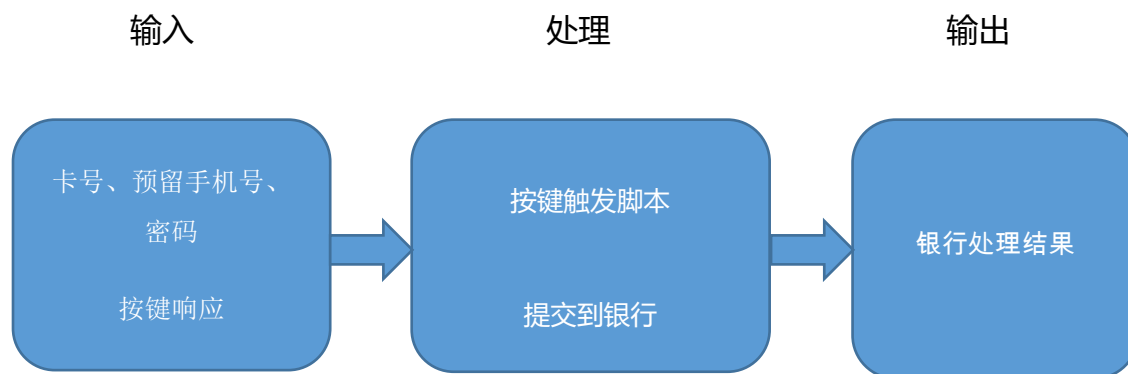 输入
处理
输出
卡号、预留手机号、
密码
按键响应
按键触发脚本
提交到银行
银行处理结果